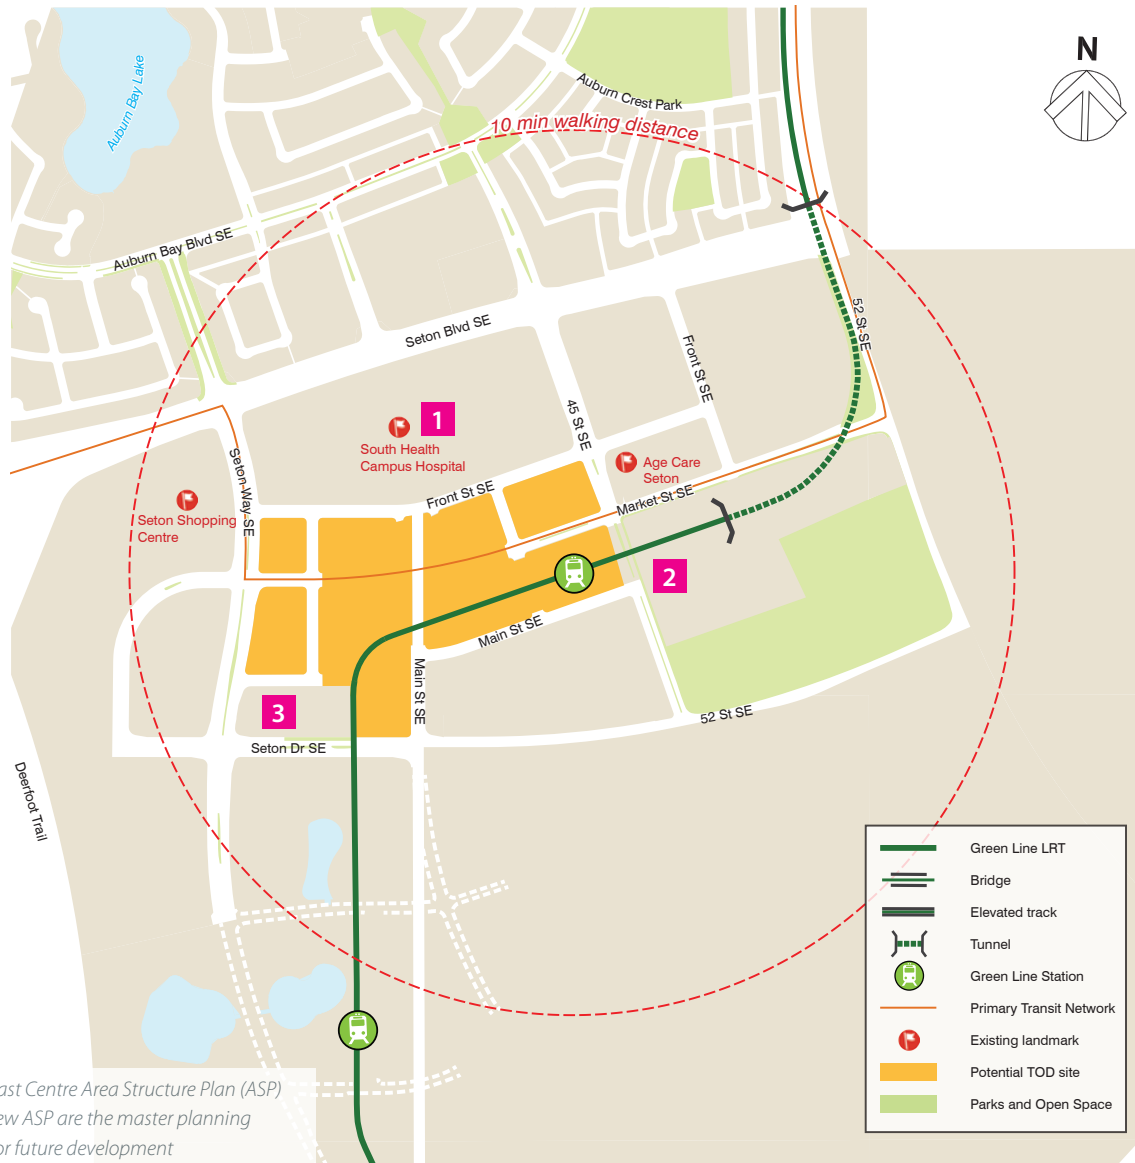 N
Auburn Bay Lake
Auburn Crest Park
10 min walking distance
Auburn Bay Blvd SE
Seton Blvd SE
52 St SE
Front St SE
45 St SE
1
South Health
Campus Hospital
Age Care
Seton
Seton Way SE
Front St SE
Market St SE
Seton Shopping
Centre
2
Main St SE
Main St SE
3
52 St SE
Seton Dr SE
Deerfoot Trail
Green Line LRT
Bridge
Elevated track
Tunnel
Green Line Station
Primary Transit Network
Existing landmark
Potential TOD site
Parks and Open Space
ast Centre Area Structure Plan (ASP)
ew ASP are the master planning
or future development